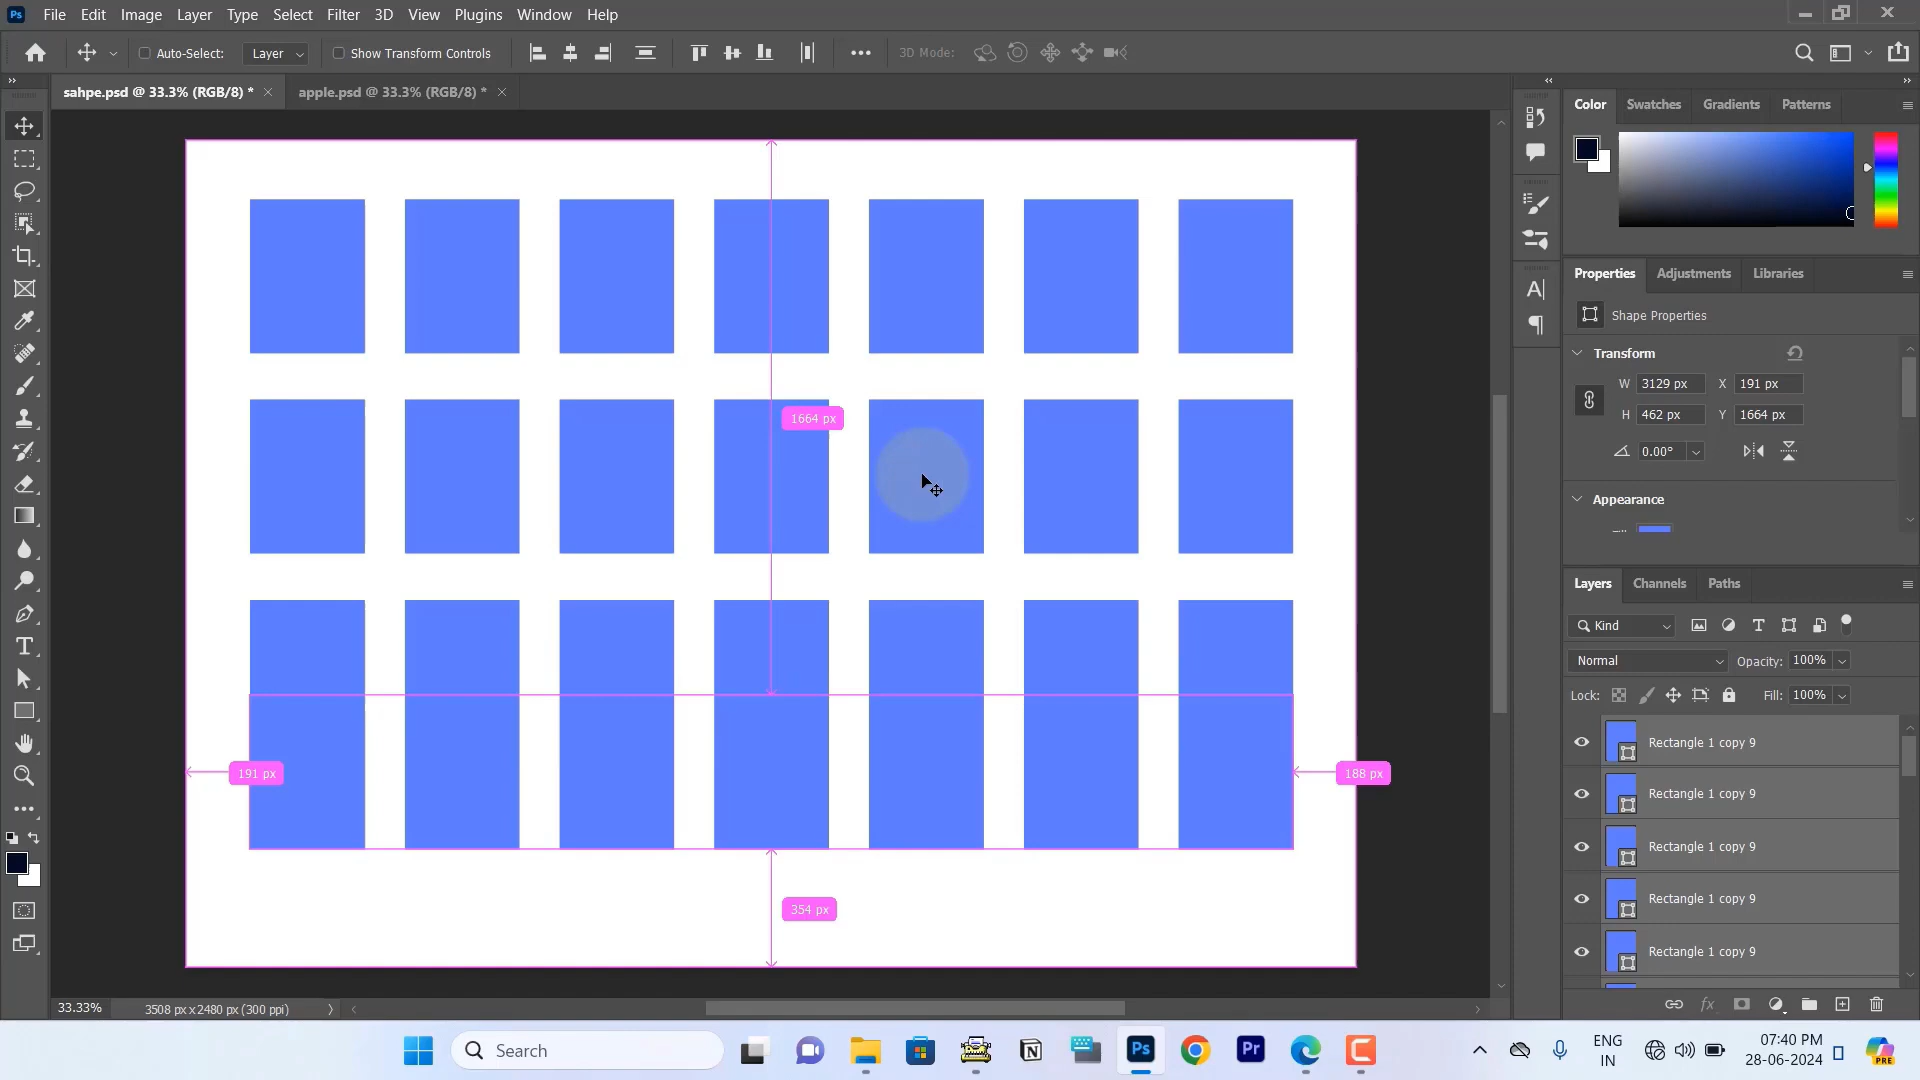 Ps File Edit Image Layer Type Select Filter 3D View Plugins Window Help
Auto-Select: Layer Show Transform Controls 3D Mode:
sahpe.psd @ 33.3% (RGB/8) * apple.psd @ 33.3% (RGB/8) *
Color Swatches Gradients Patterns
Properties Adjustments Libraries
Shape Properties
Transform
W 3129 px X 191 px
H 462 px Y 1664 px
0.00°
Appearance
1664 px
191 px
188 px
354 px
Layers Channels Paths
Kind
Normal Opacity: 100%
Lock: Fill: 100%
Rectangle 1 copy 9
Rectangle 1 copy 9
Rectangle 1 copy 9
Rectangle 1 copy 9
Rectangle 1 copy 9
33.33% 3508 px x 2480 px (300 ppi)
Search Ps Pr ENG 07:40 PM
IN 28-06-2024 PRE